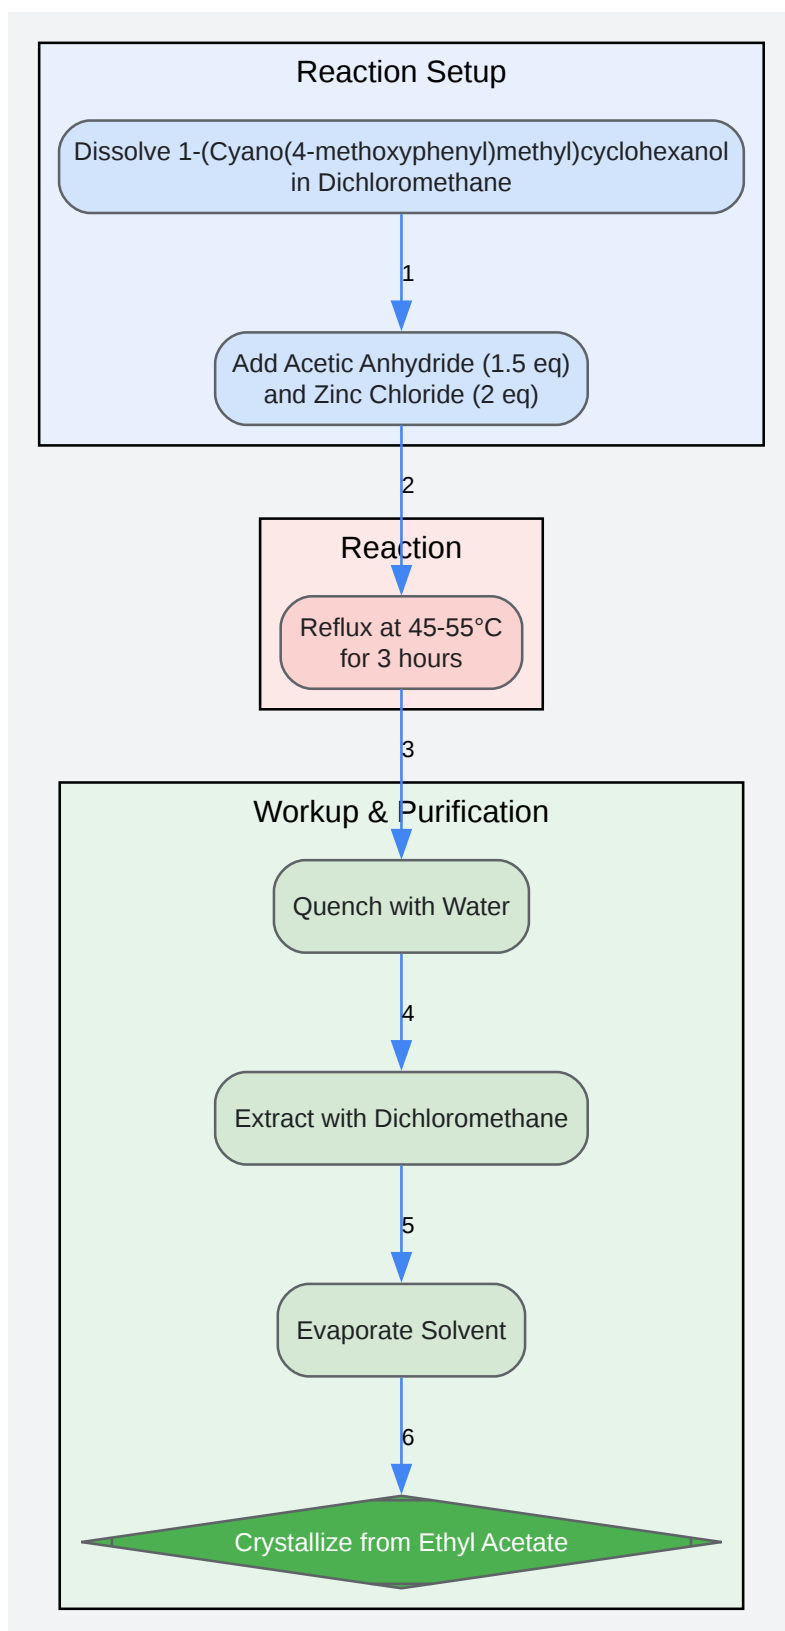 Reaction Setup
Dissolve 1-(Cyano(4-methoxyphenyl)methyl)cyclohexanol
in Dichloromethane
1
Add Acetic Anhydride (1.5 eq)
and Zinc Chloride (2 eq)
2
Reaction
Reflux at 45-55°C
for 3 hours
3
Workup & Purification
Quench with Water
4
Extract with Dichloromethane
5
Evaporate Solvent
6
Crystallize from Ethyl Acetate